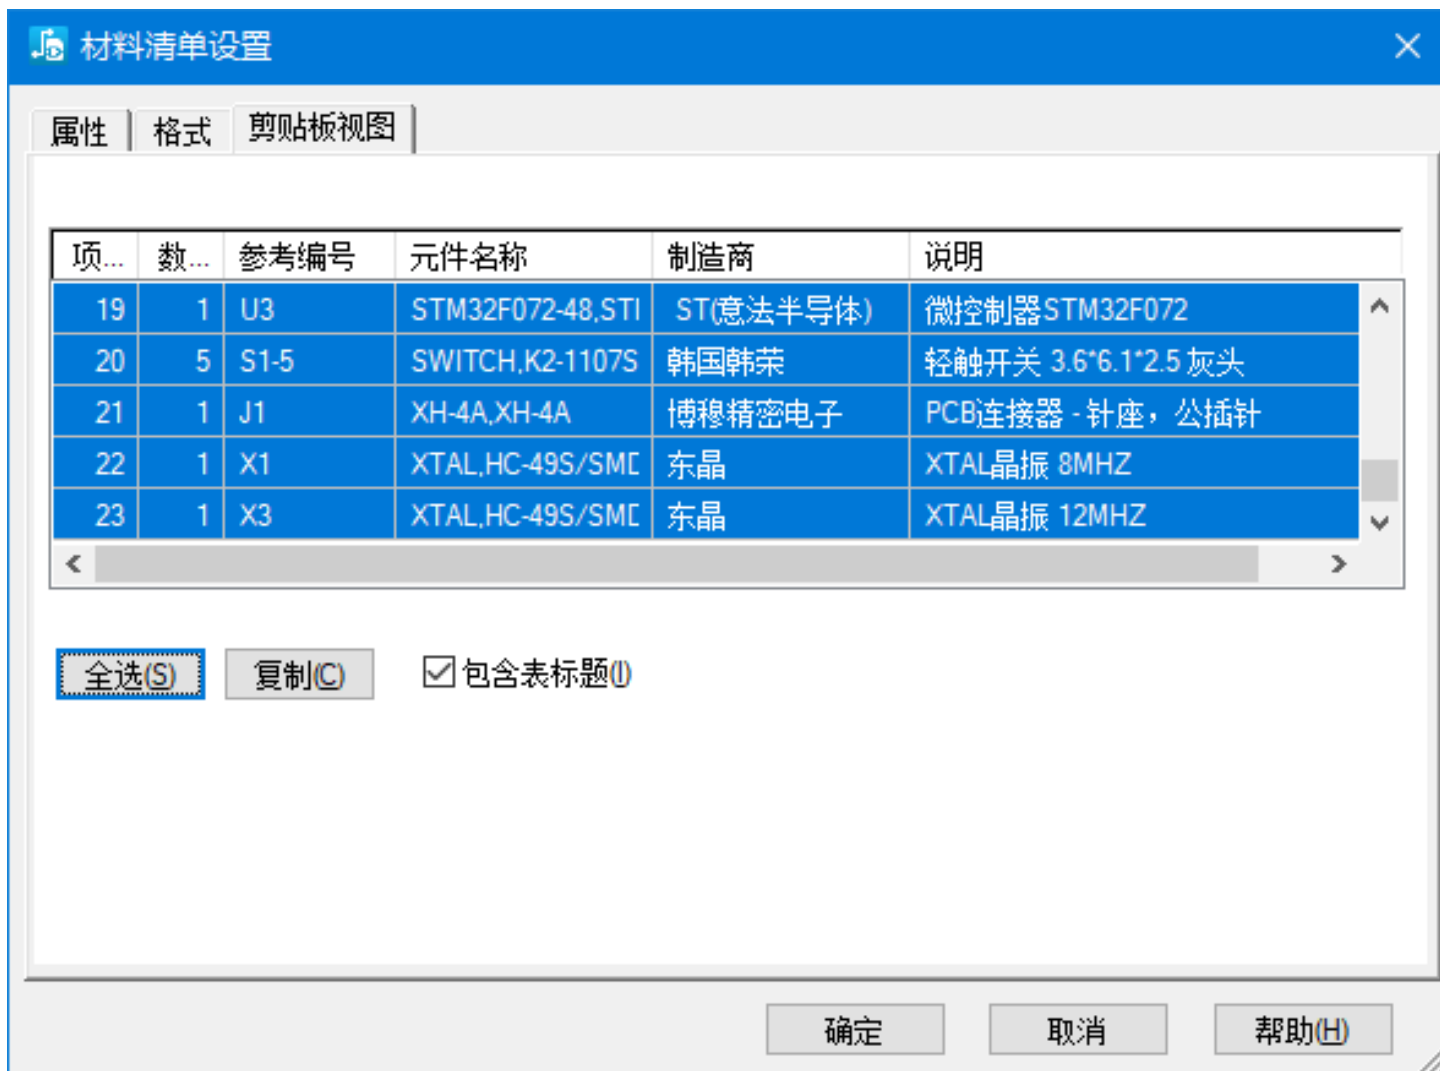 材料清单设置
属性 格式 剪贴板视图
项... 数... 参考编号 元件名称 制造商 说明
19 1 U3 STM32F072-48,STI ST(意法半导体) 微控制器STM32F072
20 5 S1-5 SWITCH,K2-1107S 韩国韩荣 轻触开关 3.6*6.1*2.5 灰头
21 1 J1 XH-4A,XH-4A 博穆精密电子 PCB连接器 - 针座，公插针
22 1 X1 XTAL,HC-49S/SMD 东晶 XTAL晶振 8MHZ
23 1 X3 XTAL,HC-49S/SMD 东晶 XTAL晶振 12MHZ
全选(S) 复制(C) 包含表标题(I)
确定 取消 帮助(H)